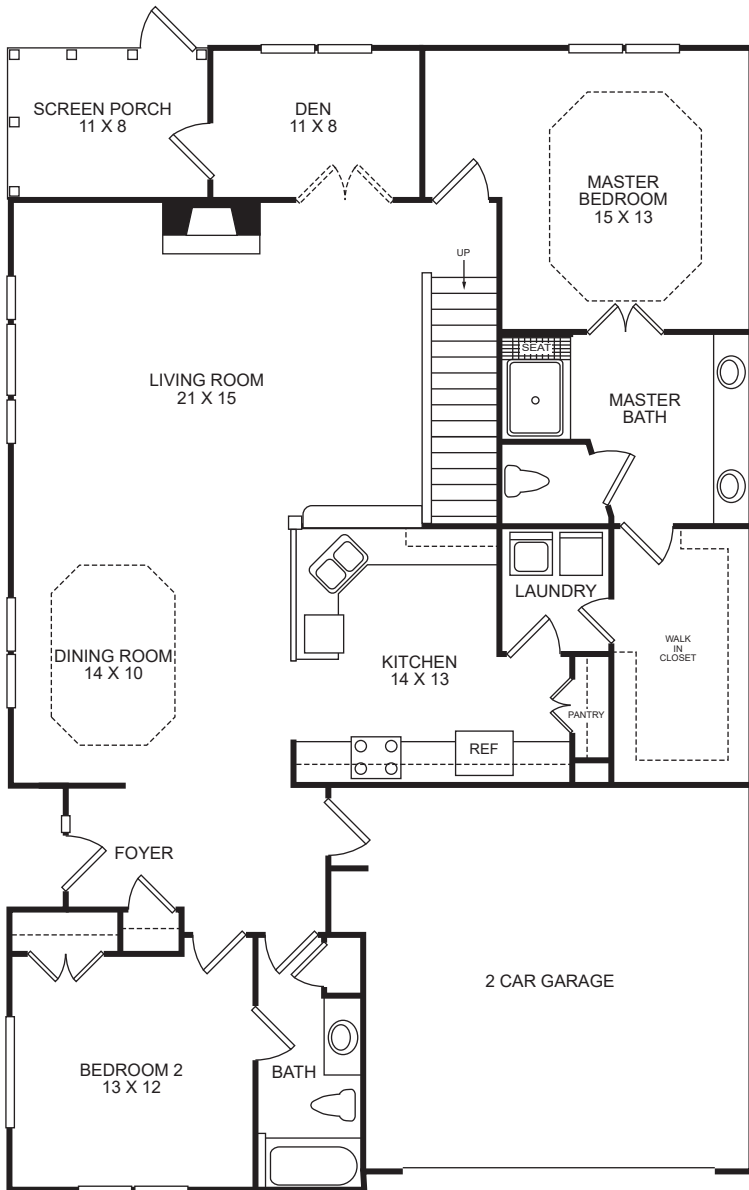 SCREEN PORCH
11 X 8
DEN
11 X 8
MASTER
BEDROOM
15 X 13
UP
SEAT
LIVING ROOM
21 X 15
MASTER
BATH
LAUNDRY
WALK
IN
CLOSET
DINING ROOM
14 X 10
KITCHEN
14 X 13
PANTRY
REF
FOYER
2 CAR GARAGE
BEDROOM 2
13 X 12
BATH